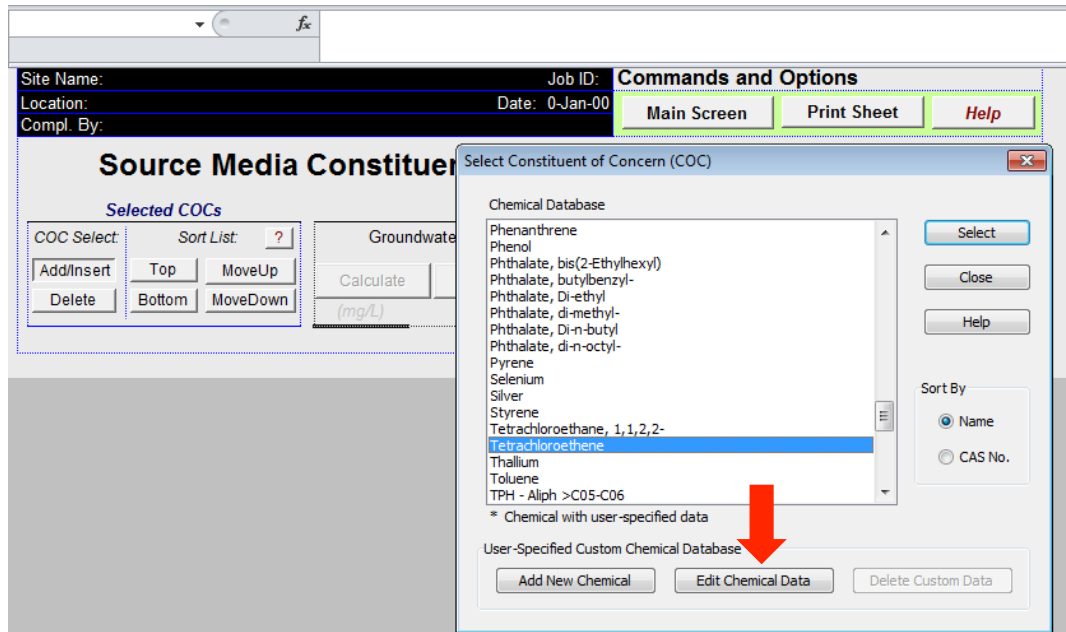 fx
Site Name: Job ID: Commands and Options
Location: Date: 0-Jan-00
Compl. By:
Main Screen Print Sheet Help
Source Media Constituen
Select Constituent of Concern (COC)
Selected COCs
COC Select: Sort List: ?
Add/Insert Top MoveUp
Delete Bottom MoveDown
Groundwate
Calculate
(mg/L)
Chemical Database
Phenanthrene
Phenol
Phthalate, bis(2-Ethylhexyl)
Phthalate, butylbenzyl-
Phthalate, Di-ethyl
Phthalate, di-methyl-
Phthalate, Di-n-butyl
Phthalate, di-n-octyl-
Pyrene
Selenium
Silver
Styrene
Tetrachloroethane, 1,1,2,2-
Tetrachloroethene
Thallium
Toluene
TPH - Aliph >C05-C06
* Chemical with user-specified data
Select
Close
Help
Sort By
Name
CAS No.
User-Specified Custom Chemical Database
Add New Chemical Edit Chemical Data Delete Custom Data